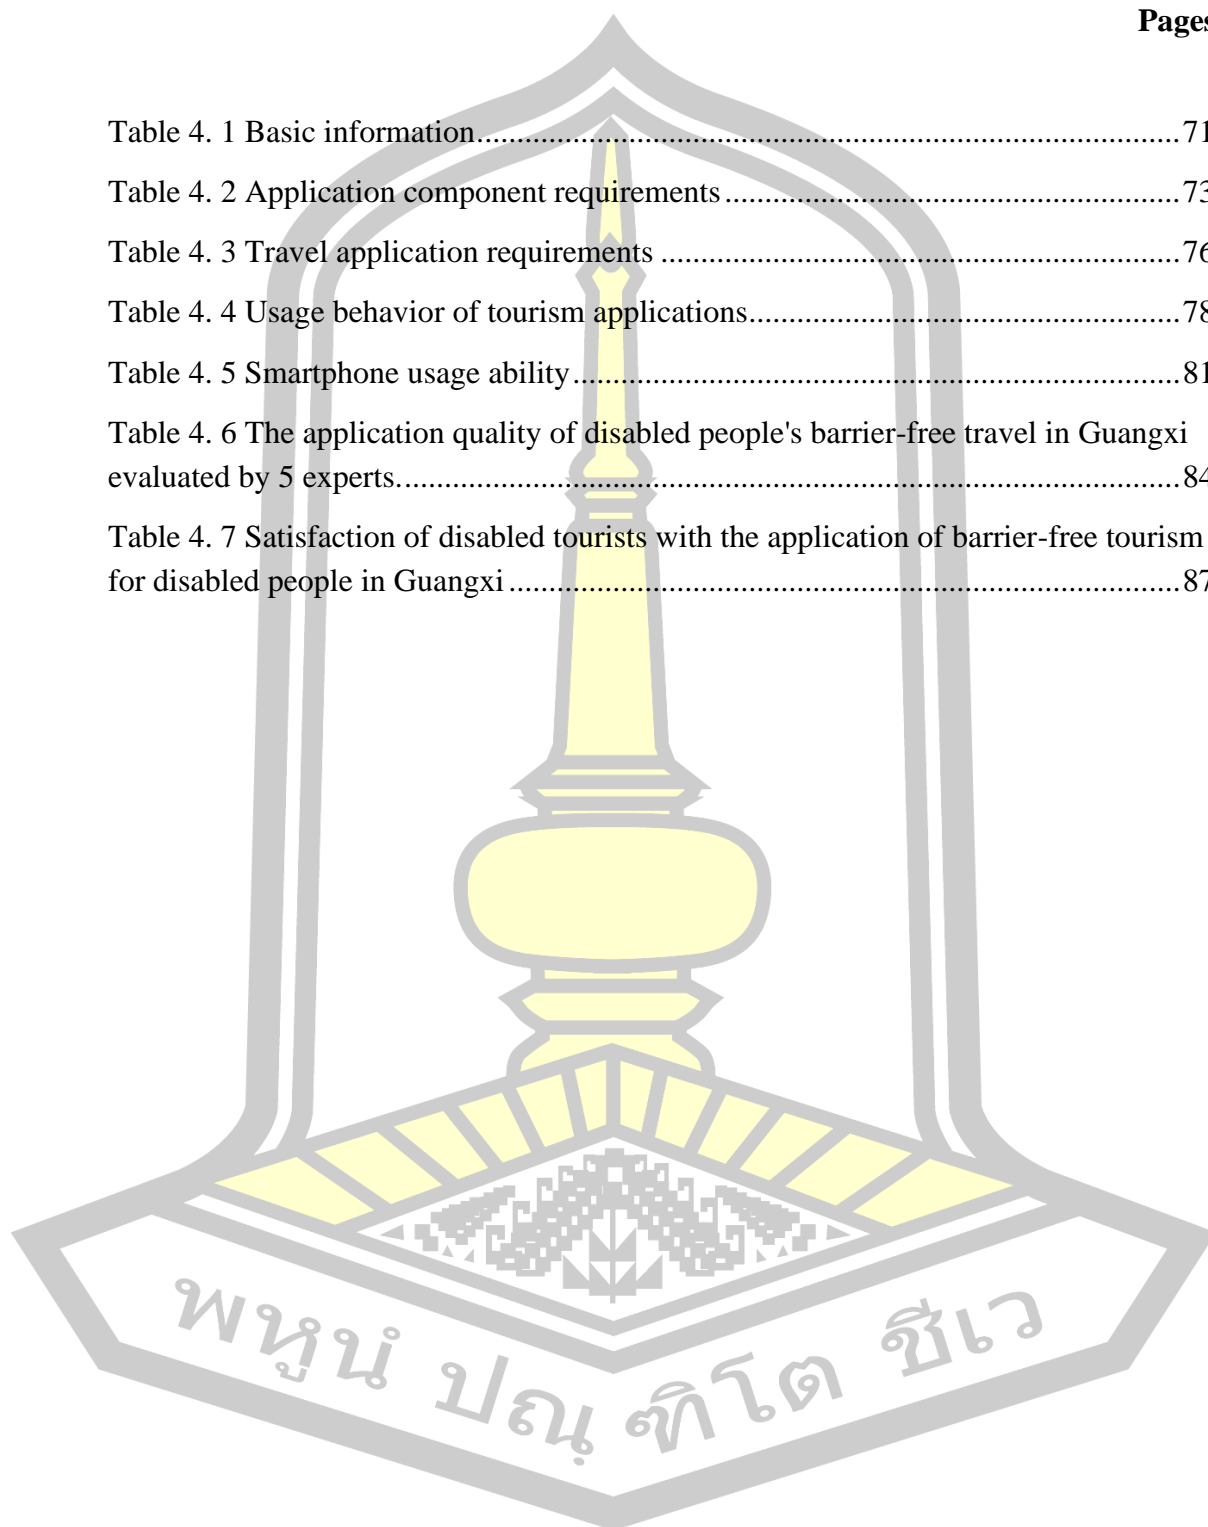 Pages
Table 4. 1 Basic information....................................................................................71
Table 4. 2 Application component requirements ......................................................73
Table 4. 3 Travel application requirements ..............................................................76
Table 4. 4 Usage behavior of tourism applications...................................................78
Table 4. 5 Smartphone usage ability.........................................................................81
Table 4. 6 The application quality of disabled people's barrier-free travel in Guangxi
evaluated by 5 experts..............................................................................................84
Table 4. 7 Satisfaction of disabled tourists with the application of barrier-free tourism
for disabled people in Guangxi ................................................................................87
พหูนํ ปณฺฑิโต ชีเว